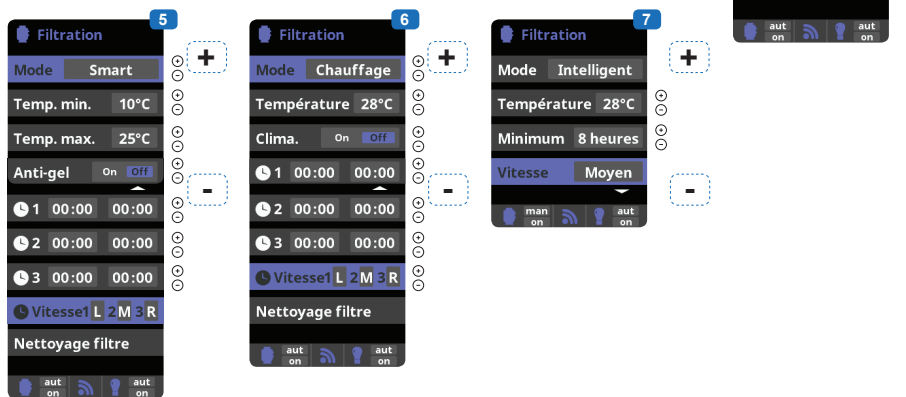 5
Filtration
Mode Smart
Temp. min. 10°C
Temp. max. 25°C
Anti-gel On Off
1 00:00 00:00
2 00:00 00:00
3 00:00 00:00
Vitesse1 L 2 M 3 R
Nettoyage filtre
aut on aut on
+
-
6
Filtration
Mode Chauffage
Température 28°C
Clima. On Off
1 00:00 00:00
2 00:00 00:00
3 00:00 00:00
Vitesse1 L 2 M 3 R
Nettoyage filtre
aut on aut on
+
-
7
Filtration
Mode Intelligent
Température 28°C
Minimum 8 heures
Vitesse Moyen
man on aut on
+
-
aut on aut on